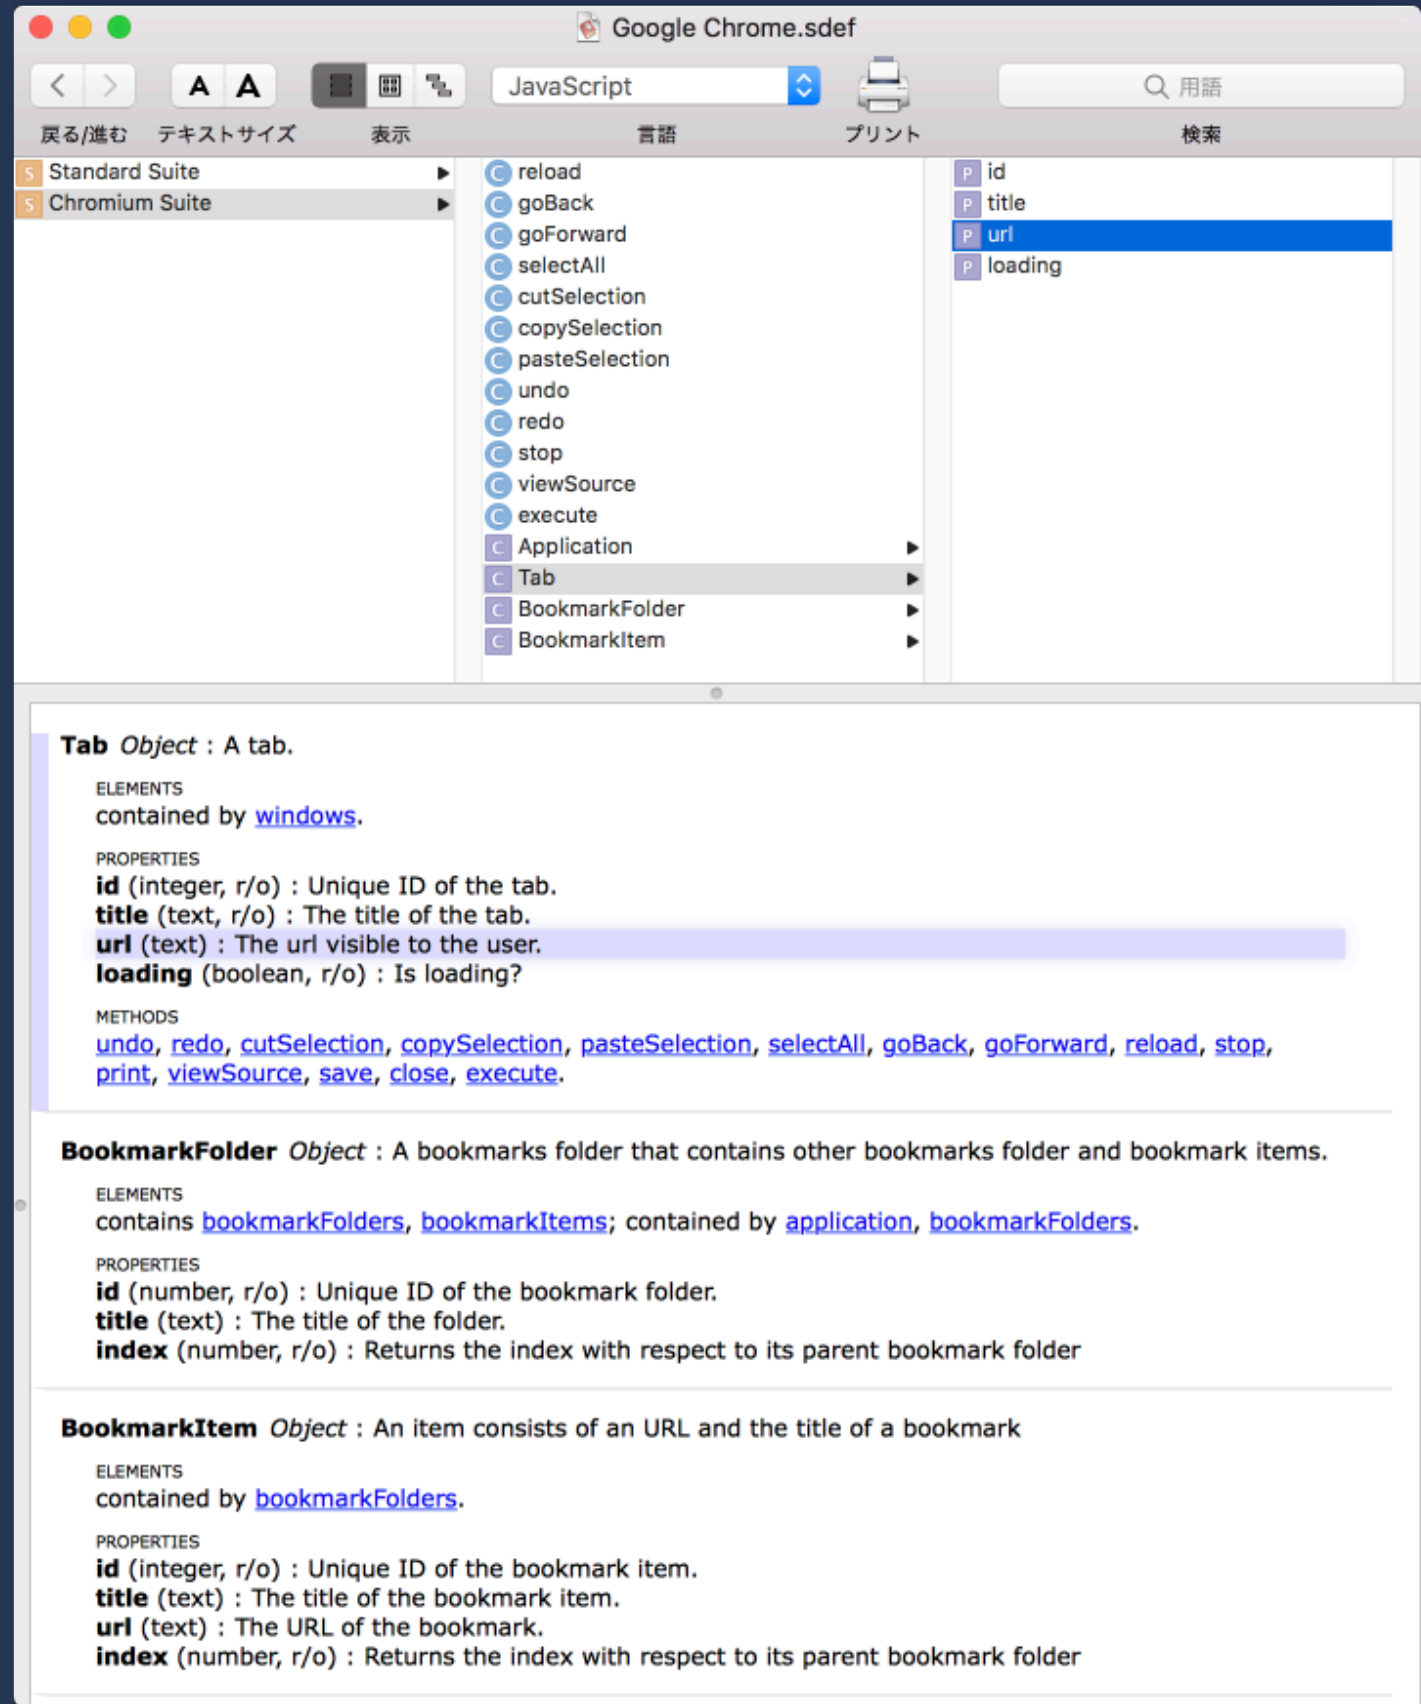 Google Chrome.sdef
A A
JavaScript
用語
戻る/進む テキストサイズ 表示 言語 プリント 検索
S Standard Suite
S Chromium Suite
C reload
C goBack
C goForward
C selectAll
C cutSelection
C copySelection
C pasteSelection
C undo
C redo
C stop
C viewSource
C execute
C Application
C Tab
C BookmarkFolder
C BookmarkItem
P id
P title
P url
P loading
Tab Object : A tab.
ELEMENTS
contained by windows.
PROPERTIES
id (integer, r/o) : Unique ID of the tab.
title (text, r/o) : The title of the tab.
url (text) : The url visible to the user.
loading (boolean, r/o) : Is loading?
METHODS
undo, redo, cutSelection, copySelection, pasteSelection, selectAll, goBack, goForward, reload, stop,
print, viewSource, save, close, execute.
BookmarkFolder Object : A bookmarks folder that contains other bookmarks folder and bookmark items.
ELEMENTS
contains bookmarkFolders, bookmarkItems; contained by application, bookmarkFolders.
PROPERTIES
id (number, r/o) : Unique ID of the bookmark folder.
title (text) : The title of the folder.
index (number, r/o) : Returns the index with respect to its parent bookmark folder
BookmarkItem Object : An item consists of an URL and the title of a bookmark
ELEMENTS
contained by bookmarkFolders.
PROPERTIES
id (integer, r/o) : Unique ID of the bookmark item.
title (text) : The title of the bookmark item.
url (text) : The URL of the bookmark.
index (number, r/o) : Returns the index with respect to its parent bookmark folder